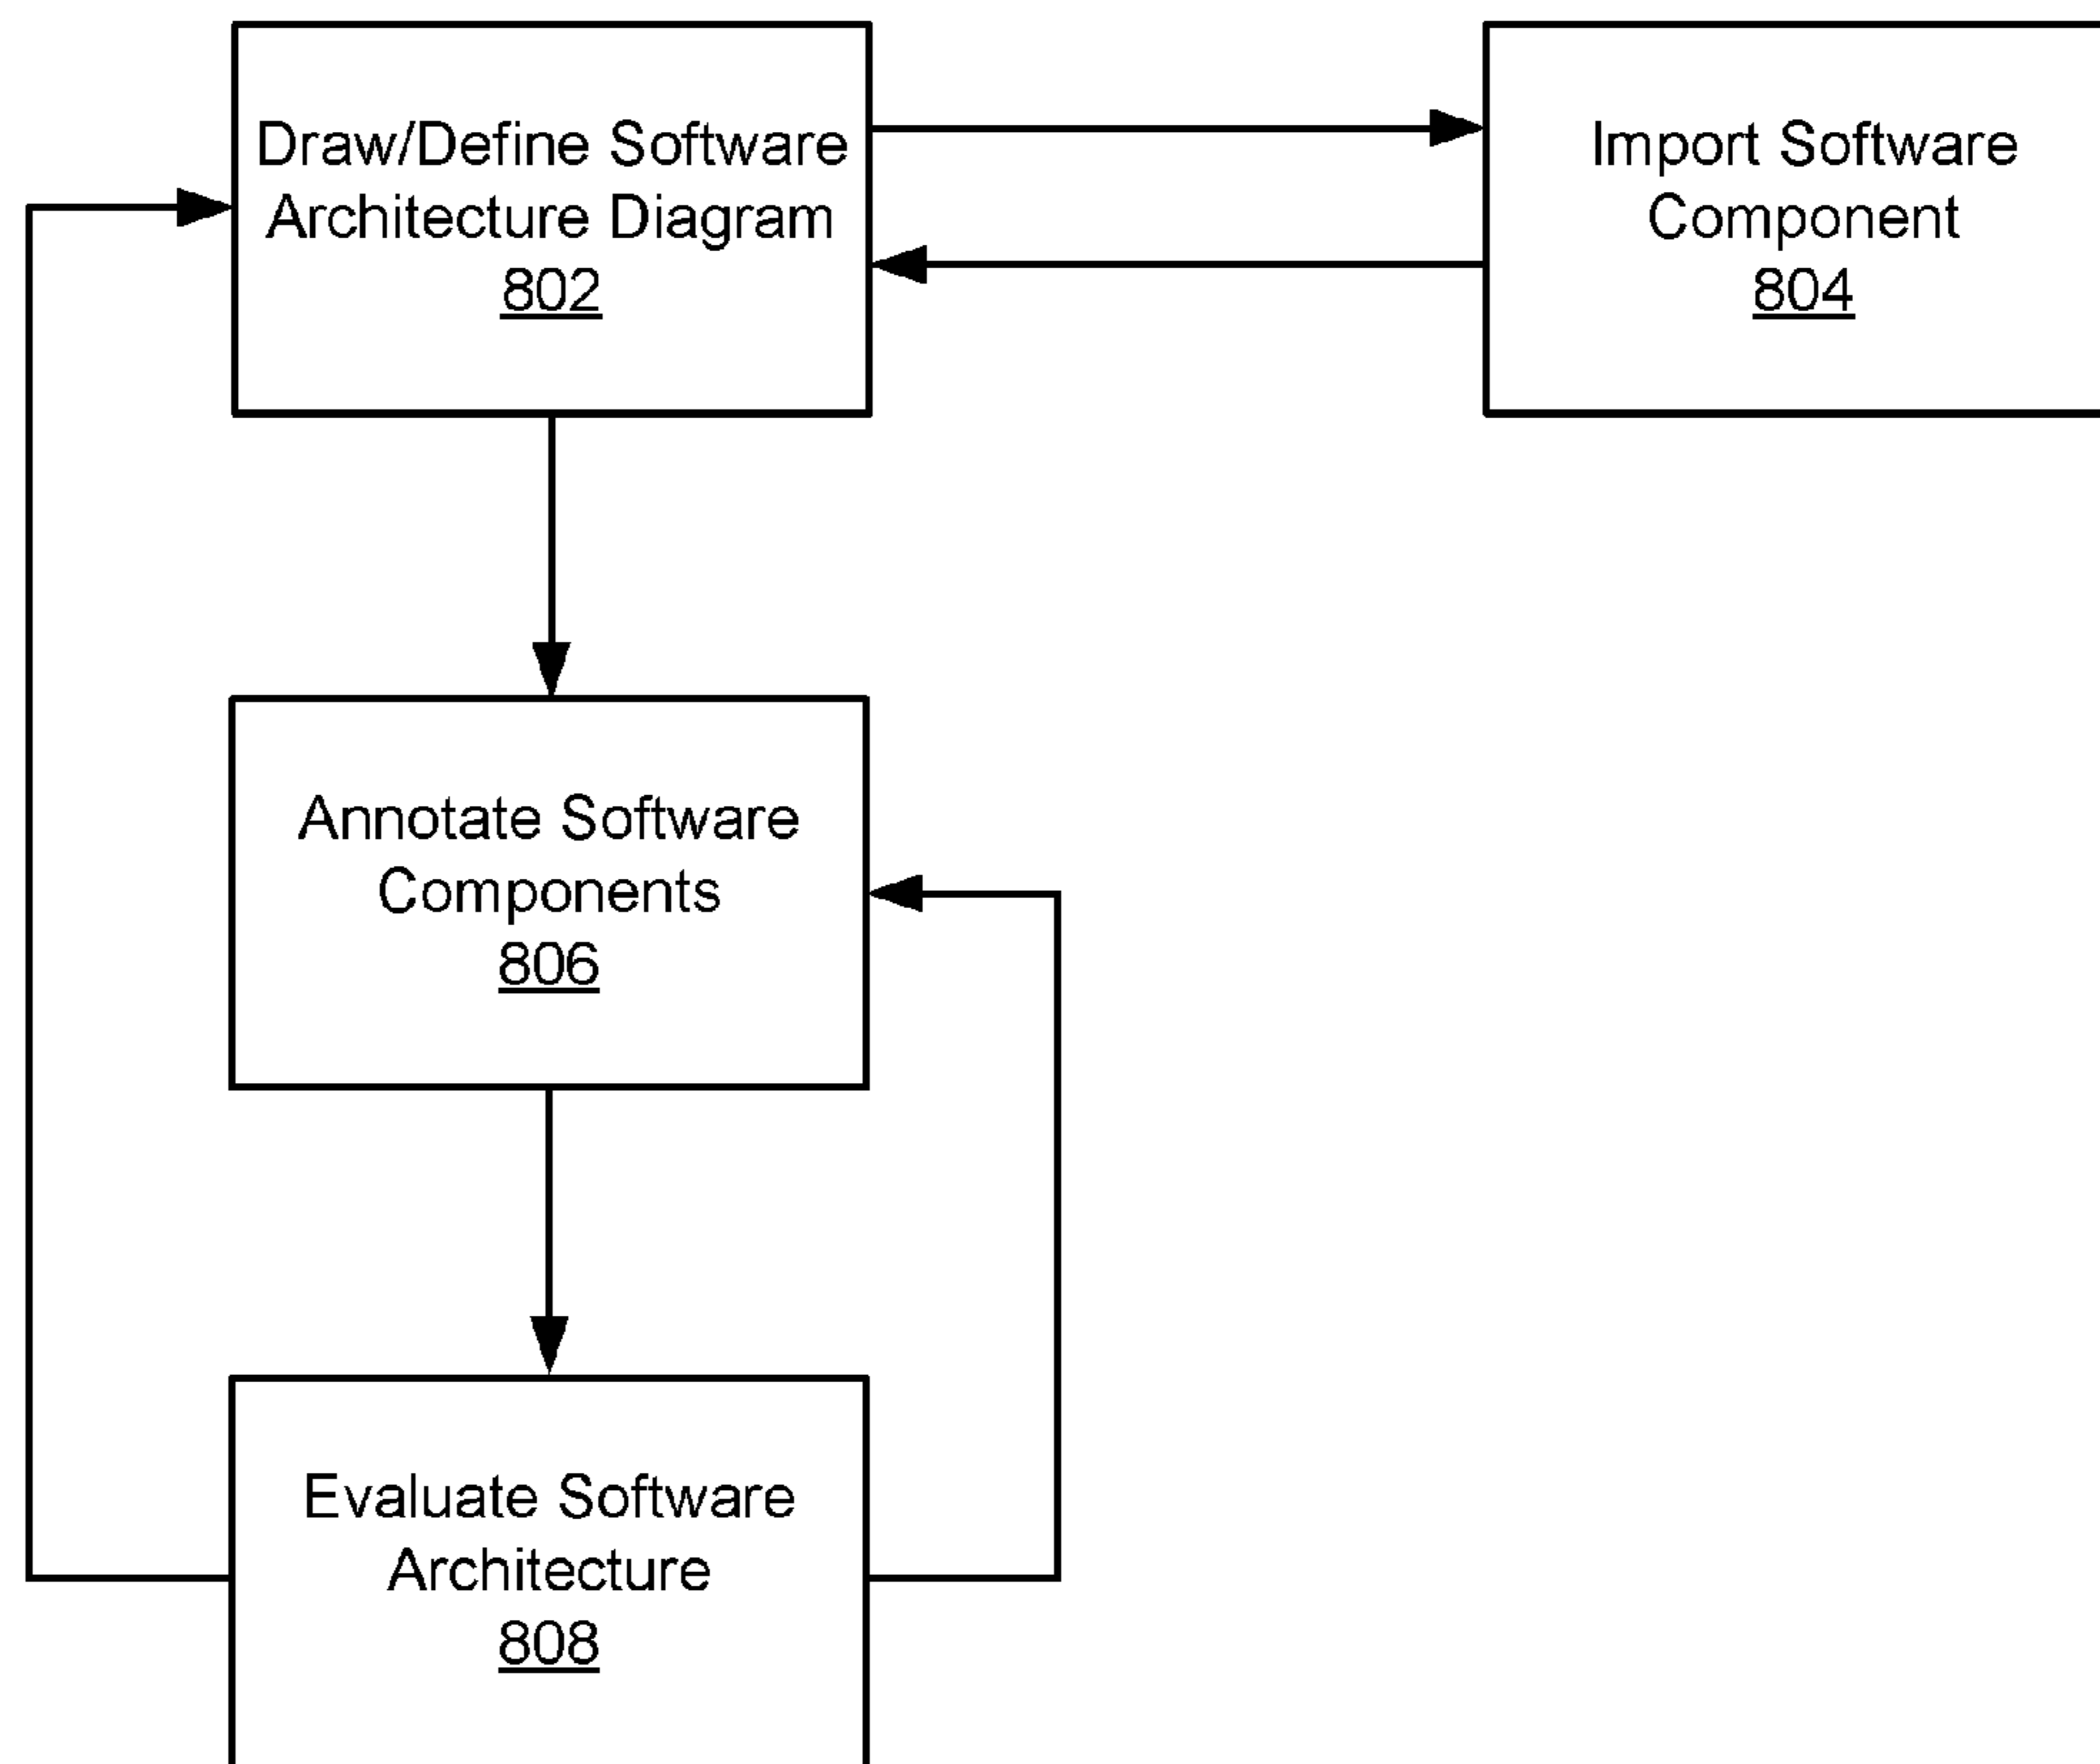 Draw/Define Software
Architecture Diagram
802
Import Software
Component
804
Annotate Software
Components
806
Evaluate Software
Architecture
808